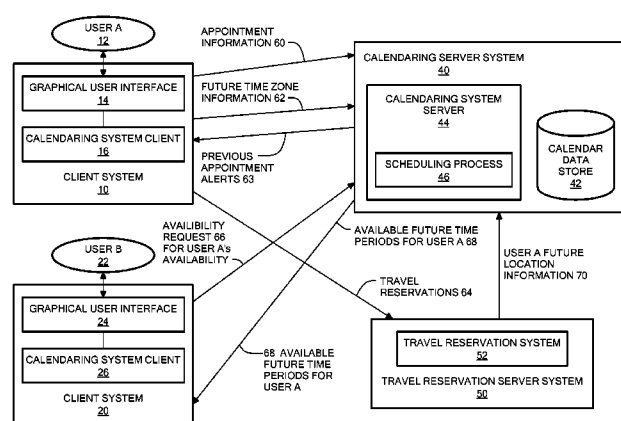 USER A
12
GRAPHICAL USER INTERFACE
14
CALENDARING SYSTEM CLIENT
16
CLIENT SYSTEM
10
APPOINTMENT
INFORMATION 60
FUTURE TIME ZONE
INFORMATION 62
PREVIOUS
APPOINTMENT
ALERTS 63
CALENDARING SERVER SYSTEM
40
CALENDARING SYSTEM
SERVER
44
SCHEDULING PROCESS
46
CALENDAR
DATA
STORE
42
AVAILIBILITY
REQUEST 66
FOR USER A's
AVAILABILITY
AVAILABLE FUTURE TIME
PERIODS FOR USER A 68
USER A FUTURE
LOCATION
INFORMATION 70
TRAVEL
RESERVATIONS 64
USER B
22
GRAPHICAL USER INTERFACE
24
CALENDARING SYSTEM CLIENT
26
CLIENT SYSTEM
20
68 AVAILABLE
FUTURE TIME
PERIODS FOR
USER A
TRAVEL RESERVATION SYSTEM
52
TRAVEL RESERVATION SERVER SYSTEM
50